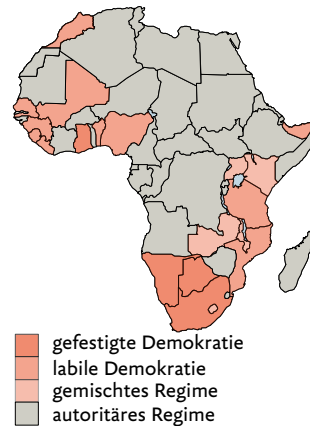 gefestigte Demokratie
labile Demokratie
gemischtes Regime
autoritäres Regime